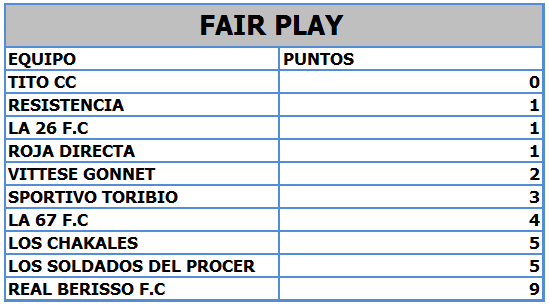 FAIR PLAY
EQUIPO PUNTOS
TITO CC 0
RESISTENCIA 1
LA 26 F.C 1
ROJA DIRECTA 1
VITTESE GONNET 2
SPORTIVO TORIBIO 3
LA 67 F.C 4
LOS CHAKALES 5
LOS SOLDADOS DEL PROCER 5
REAL BERISSO F.C 9